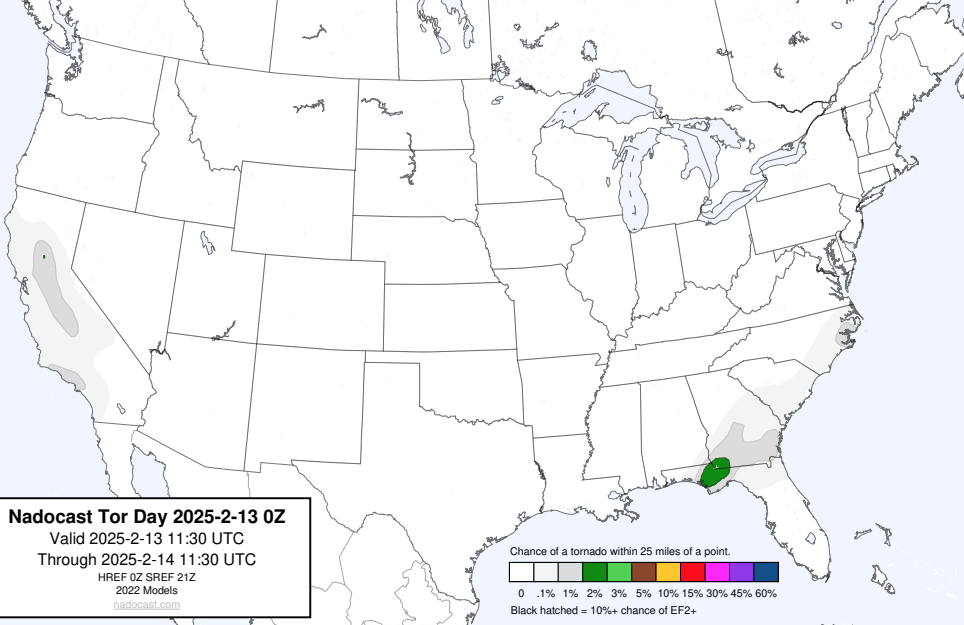 Nadocast Tor Day 2025-2-13 0Z
Valid 2025-2-13 11:30 UTC
Through 2025-2-14 11:30 UTC
HREF 0Z SREF 21Z
2022 Models
nadocast.com
Chance of a tornado within 25 miles of a point.
0 .1% 1% 2% 3% 5% 10% 15% 30% 45% 60%
Black hatched = 10%+ chance of EF2+